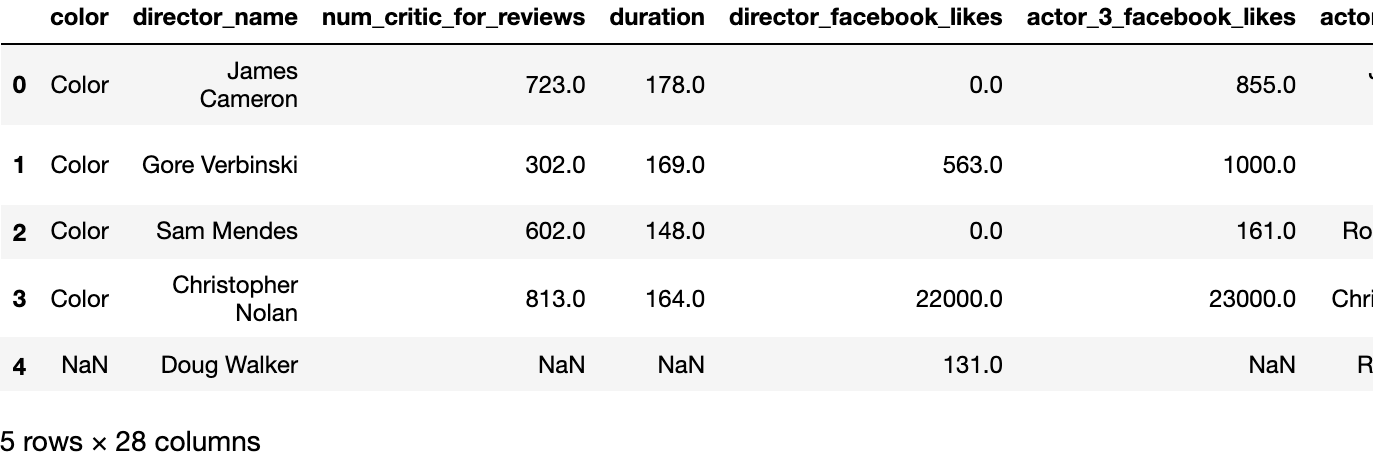 color director_name num_critic_for_reviews duration director_facebook_likes actor_3_facebook_likes
0 Color James Cameron 723.0 178.0 0.0 855.0
1 Color Gore Verbinski 302.0 169.0 563.0 1000.0
2 Color Sam Mendes 602.0 148.0 0.0 161.0 Ro
3 Color Christopher Nolan 813.0 164.0 22000.0 23000.0 Chri
4 NaN Doug Walker NaN NaN 131.0 NaN R
5 rows × 28 columns